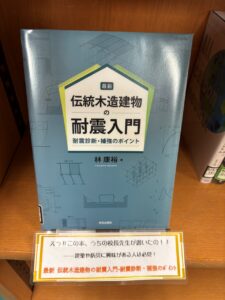 最新
伝統木造建物
の
耐震入門
耐震診断・補強のポイント
林 康裕 著
えっ!?この本、うちの校長先生が書いたの!!
最新 伝統木造建物の耐震入門-耐震診断・補強のポイント